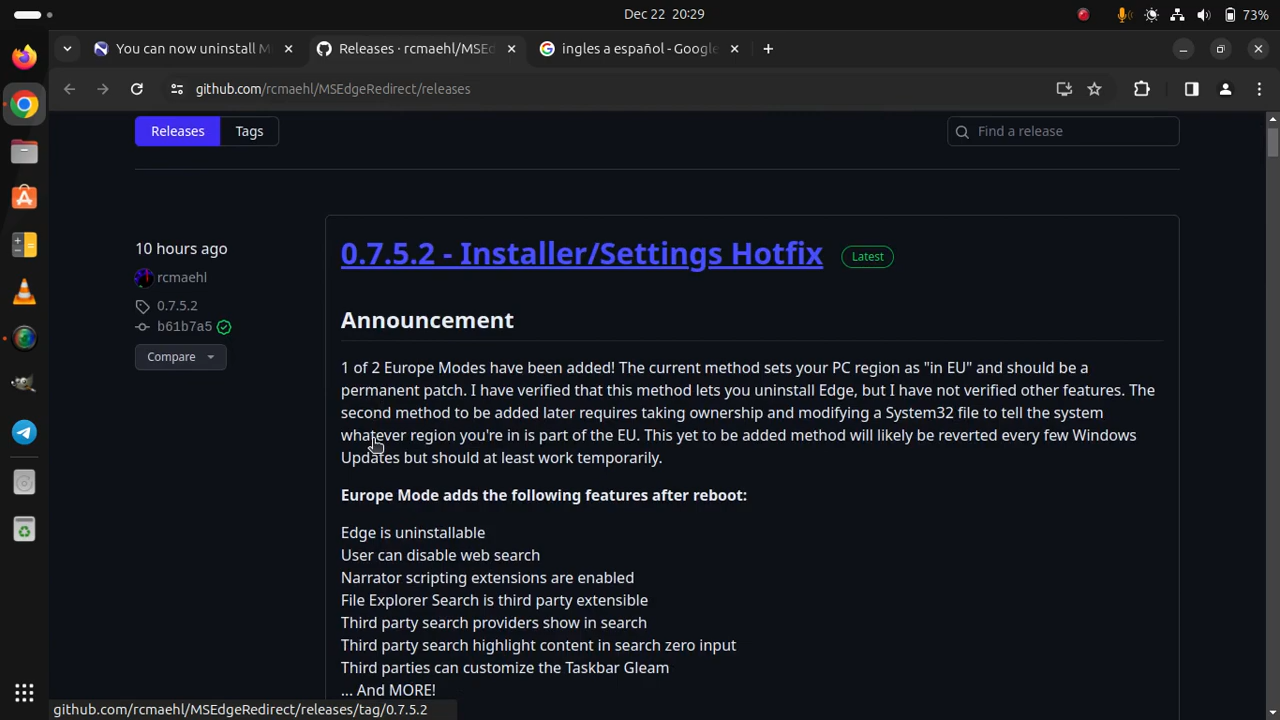 Dec 22 20:29
73%
You can now uninstall M
Releases · rcmaehl/MSEd
ingles a español - Google
github.com/rcmaehl/MSEdgeRedirect/releases
Releases
Tags
Find a release
10 hours ago
rcmaehl
0.7.5.2
b61b7a5
Compare
0.7.5.2 - Installer/Settings Hotfix
Latest
Announcement
1 of 2 Europe Modes have been added! The current method sets your PC region as "in EU" and should be a
permanent patch. I have verified that this method lets you uninstall Edge, but I have not verified other features. The
second method to be added later requires taking ownership and modifying a System32 file to tell the system
whatever region you're in is part of the EU. This yet to be added method will likely be reverted every few Windows
Updates but should at least work temporarily.
Europe Mode adds the following features after reboot:
Edge is uninstallable
User can disable web search
Narrator scripting extensions are enabled
File Explorer Search is third party extensible
Third party search providers show in search
Third party search highlight content in search zero input
Third parties can customize the Taskbar Gleam
... And MORE!
github.com/rcmaehl/MSEdgeRedirect/releases/tag/0.7.5.2